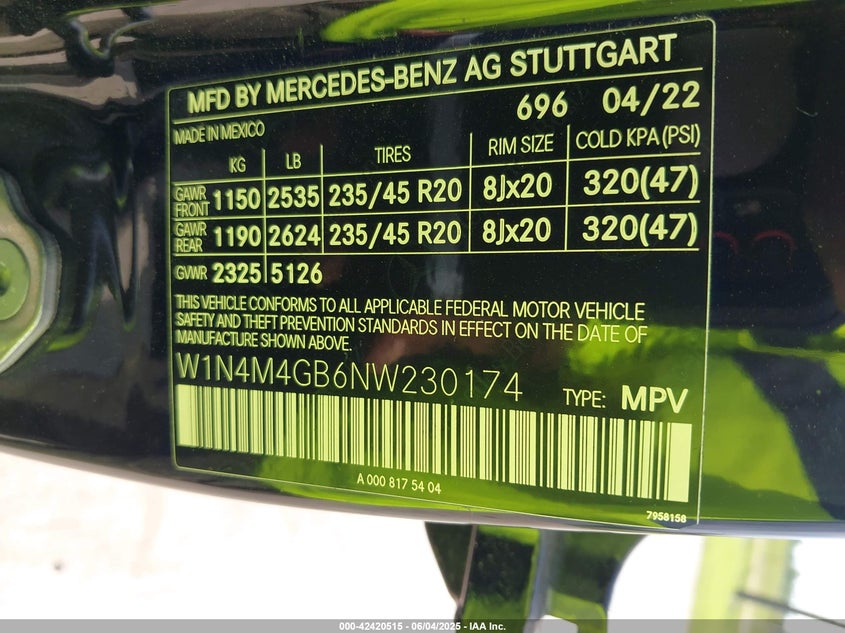 MFD BY MERCEDES-BENZ AG STUTTGART
696 04/22
MADE IN MEXICO
KG LB TIRES RIM SIZE COLD KPA (PSI)
GAWR FRONT 1150 2535 235/45 R20 8Jx20 320(47)
GAWR REAR 1190 2624 235/45 R20 8Jx20 320(47)
GVWR 2325 5126
THIS VEHICLE CONFORMS TO ALL APPLICABLE FEDERAL MOTOR VEHICLE
SAFETY AND THEFT PREVENTION STANDARDS IN EFFECT ON THE DATE OF
MANUFACTURE SHOWN ABOVE.
W1N4M4GB6NW230174 TYPE: MPV
A 000 817 54 04
7958158
000-42420515 - 06/04/2025 - IAA Inc.